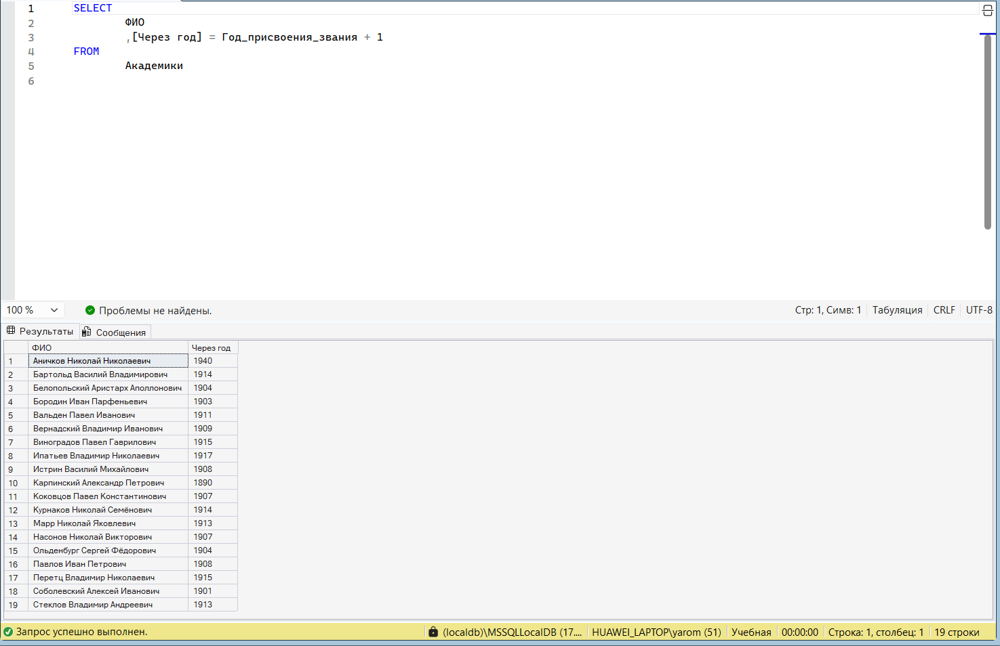 1 SELECT
2 ФИО
3 ,[Через год] = Год_присвоения_звания + 1
4 FROM
5 Академики
6
100 % Проблемы не найдены. Стр: 1, Симв: 1 Табуляция CRLF UTF-8
Результаты Сообщения
ФИО Через год
1 Аничков Николай Николаевич 1940
2 Бартольд Василий Владимирович 1914
3 Белопольский Аристарх Аполлонович 1904
4 Бородин Иван Парфеньевич 1903
5 Вальден Павел Иванович 1911
6 Вернадский Владимир Иванович 1909
7 Виноградов Павел Гаврилович 1915
8 Ипатьев Владимир Николаевич 1917
9 Истрин Василий Михайлович 1908
10 Карпинский Александр Петрович 1890
11 Коковцов Павел Константинович 1907
12 Курнаков Николай Семёнович 1914
13 Марр Николай Яковлевич 1913
14 Насонов Николай Викторович 1907
15 Ольденбург Сергей Фёдорович 1904
16 Павлов Иван Петрович 1908
17 Перетц Владимир Николаевич 1915
18 Соболевский Алексей Иванович 1901
19 Стеклов Владимир Андреевич 1913
Запрос успешно выполнен. (localdb)\MSSQLLocalDB (17.... HUAWEI_LAPTOP\yarom (51) Учебная 00:00:00 Строка: 1, столбец: 1 19 строки